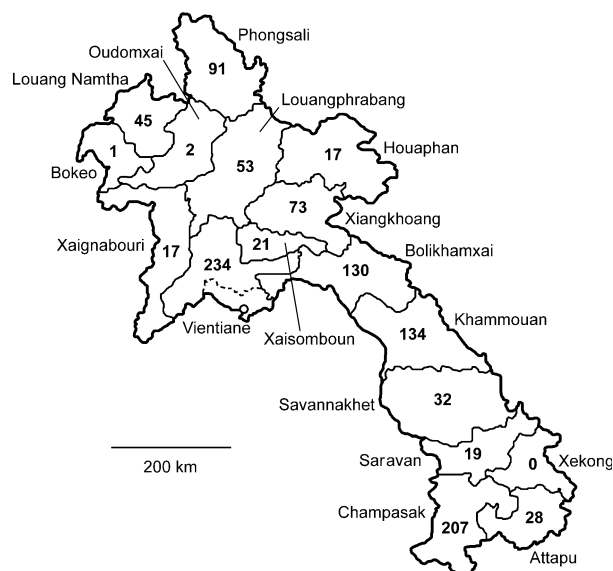 Phongsali
Oudomxai
91
Louang Namtha
Louangphrabang
45
1
2
53
17
Houaphan
Bokeo
73
Xiangkhoang
Xaignabouri
17
21
Bolikhamxai
234
130
Vientiane
Xaisomboun
Khammouan
134
Savannakhet
32
200 km
Saravan
19
0
Xekong
Champasak
207
28
Attapu